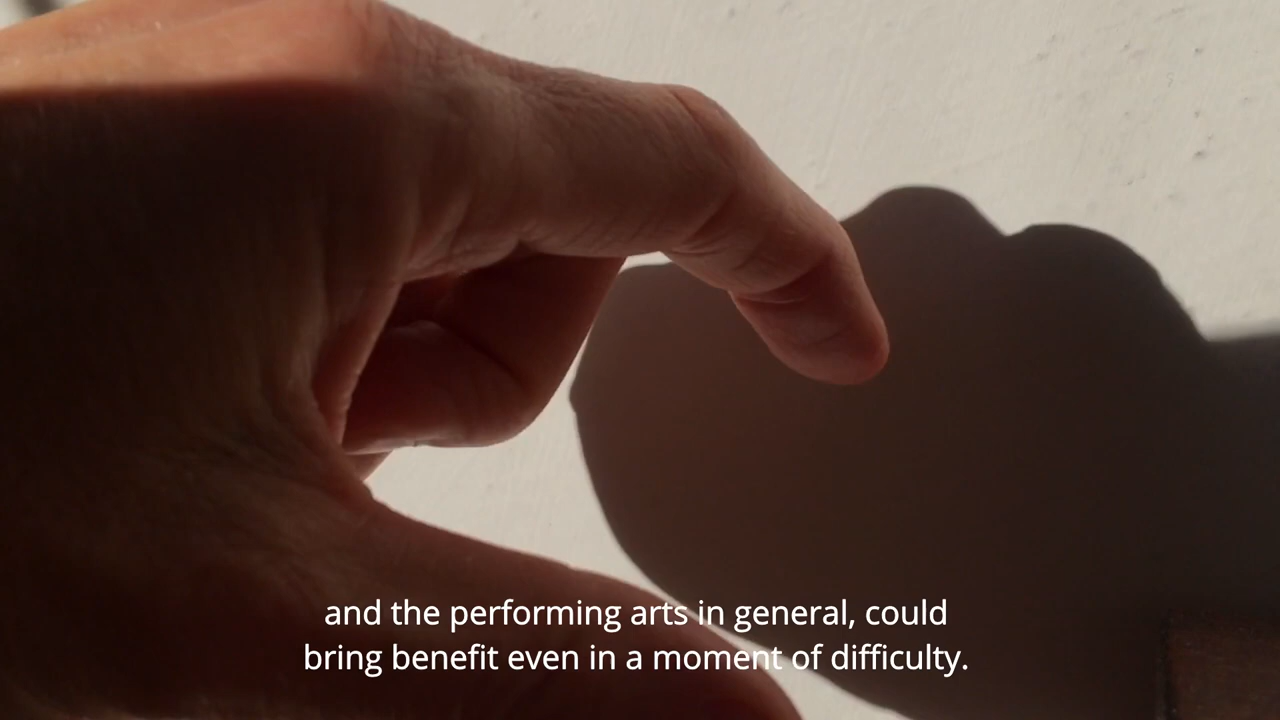 and the performing arts in general, could
bring benefit even in a moment of difficulty.